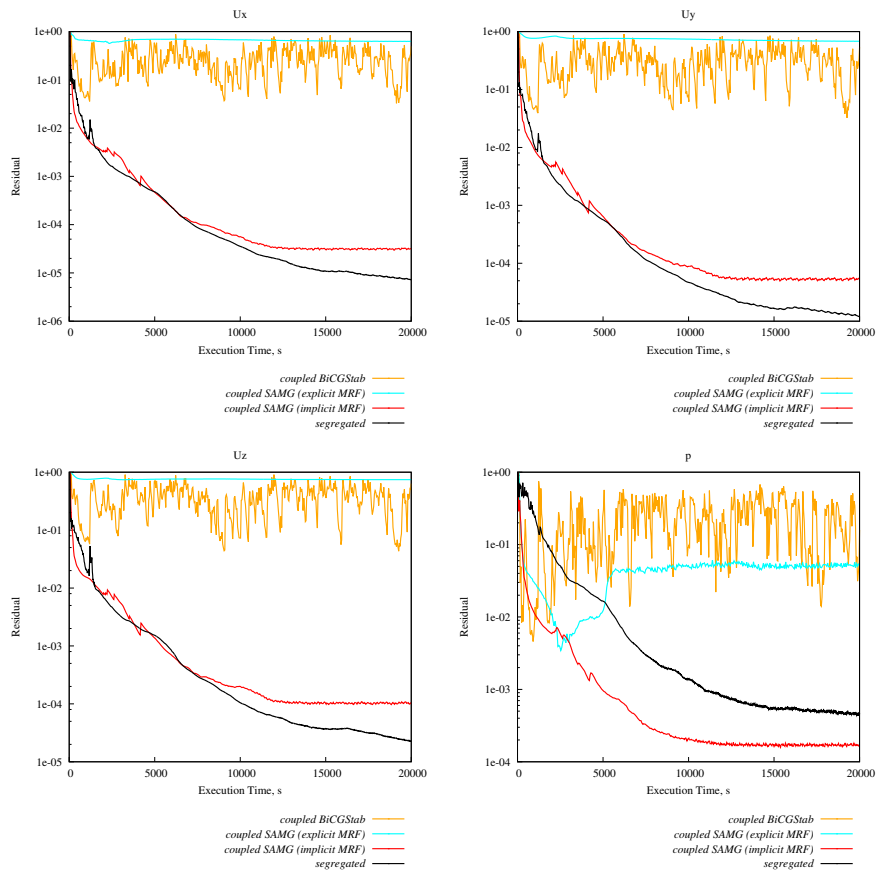 Ux
1e+00
1e-01
1e-02
1e-03
1e-04
1e-05
1e-06
Residual
0 5000 10000 15000 20000
Execution Time, s
coupled BiCGStab
coupled SAMG (explicit MRF)
coupled SAMG (implicit MRF)
segregated
Uy
1e+00
1e-01
1e-02
1e-03
1e-04
1e-05
Residual
0 5000 10000 15000 20000
Execution Time, s
coupled BiCGStab
coupled SAMG (explicit MRF)
coupled SAMG (implicit MRF)
segregated
Uz
1e+00
1e-01
1e-02
1e-03
1e-04
1e-05
Residual
0 5000 10000 15000 20000
Execution Time, s
coupled BiCGStab
coupled SAMG (explicit MRF)
coupled SAMG (implicit MRF)
segregated
p
1e+00
1e-01
1e-02
1e-03
1e-04
Residual
0 5000 10000 15000 20000
Execution Time, s
coupled BiCGStab
coupled SAMG (explicit MRF)
coupled SAMG (implicit MRF)
segregated